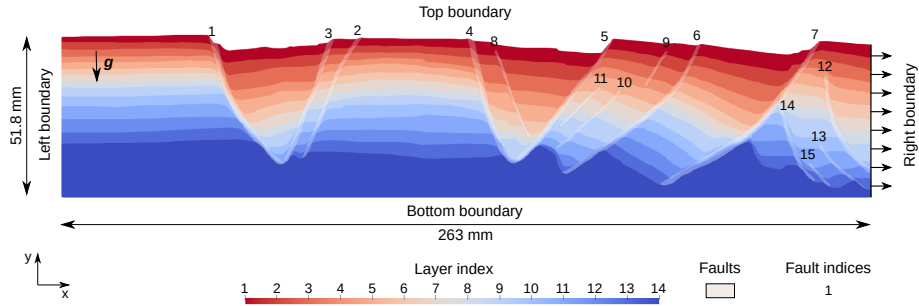 Top boundary
1 3 2 4 8 5 9 6 7
g
12
11 10
14
13
15
51.8 mm
Left boundary
Right boundary
Bottom boundary
263 mm
y
x
Layer index
1 2 3 4 5 6 7 8 9 10 11 12 13 14
Faults
Fault indices
1